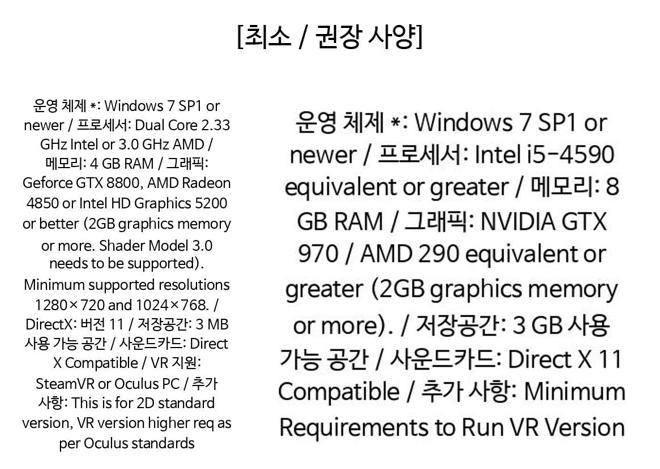 [최소 / 권장 사양]
운영 체제 *: Windows 7 SP1 or
newer / 프로세서: Dual Core 2.33
GHz Intel or 3.0 GHz AMD /
메모리: 4 GB RAM / 그래픽:
Geforce GTX 8800, AMD Radeon
4850 or Intel HD Graphics 5200
or better (2GB graphics memory
or more. Shader Model 3.0
needs to be supported).
Minimum supported resolutions
1280×720 and 1024×768. /
DirectX: 버전 11 / 저장공간: 3 MB
사용 가능 공간 / 사운드카드: Direct
X Compatible / VR 지원:
SteamVR or Oculus PC / 추가
사항: This is for 2D standard
version, VR version higher req as
per Oculus standards
운영 체제 *: Windows 7 SP1 or
newer / 프로세서: Intel i5-4590
equivalent or greater / 메모리: 8
GB RAM / 그래픽: NVIDIA GTX
970 / AMD 290 equivalent or
greater (2GB graphics memory
or more). / 저장공간: 3 GB 사용
가능 공간 / 사운드카드: Direct X 11
Compatible / 추가 사항: Minimum
Requirements to Run VR Version